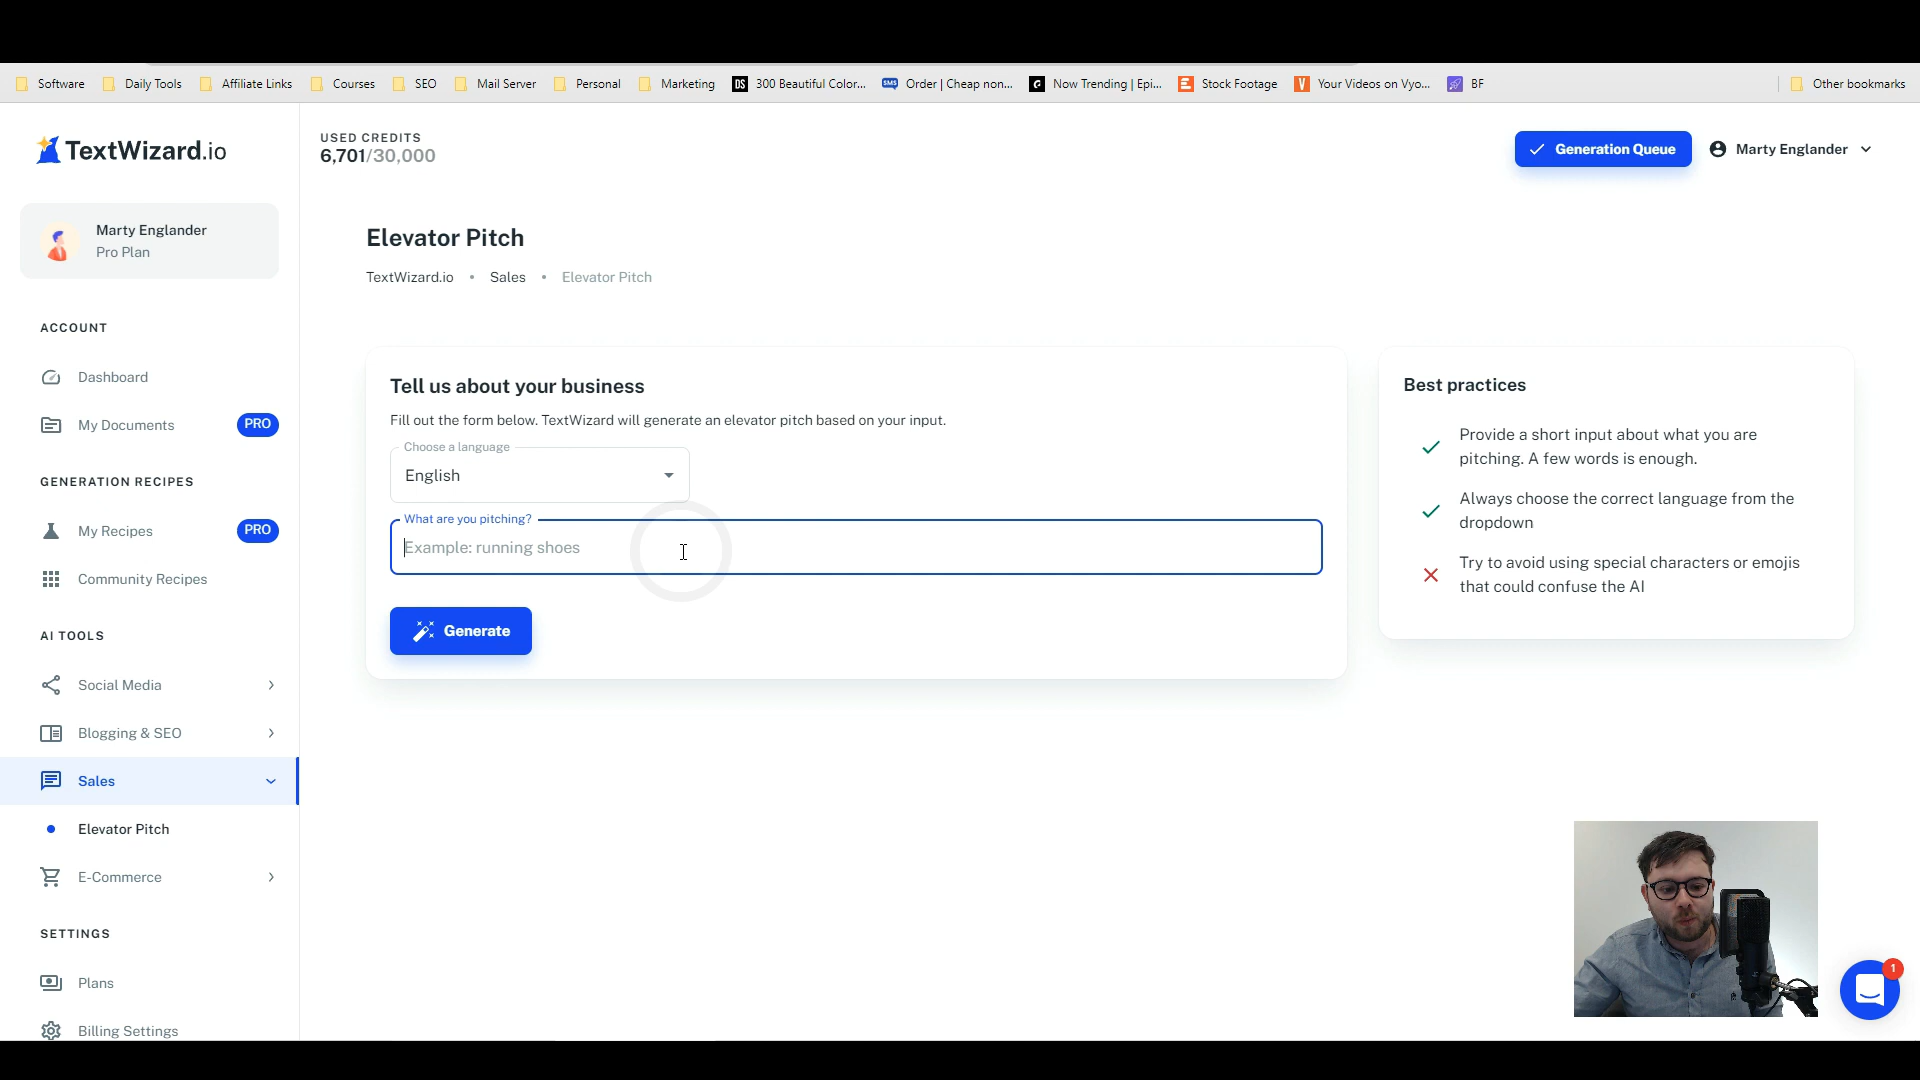 Software
Daily Tools
Affiliate Links
Courses
SEO
Mail Server
Personal
Marketing
DS 300 Beautiful Color...
SMS Order | Cheap non...
Now Trending | Epi...
Stock Footage
V Your Videos on Vyo...
BF
Other bookmarks
TextWizard.io
USED CREDITS
6,701/30,000
Generation Queue
Marty Englander
Marty Englander
Pro Plan
ACCOUNT
Dashboard
My Documents PRO
GENERATION RECIPES
My Recipes PRO
Community Recipes
AI TOOLS
Social Media
Blogging & SEO
Sales
Elevator Pitch
E-Commerce
SETTINGS
Plans
Billing Settings
Elevator Pitch
TextWizard.io • Sales • Elevator Pitch
Tell us about your business
Fill out the form below. TextWizard will generate an elevator pitch based on your input.
Choose a language
English
What are you pitching?
Example: running shoes
Generate
Best practices
Provide a short input about what you are
pitching. A few words is enough.
Always choose the correct language from the
dropdown
Try to avoid using special characters or emojis
that could confuse the AI
1